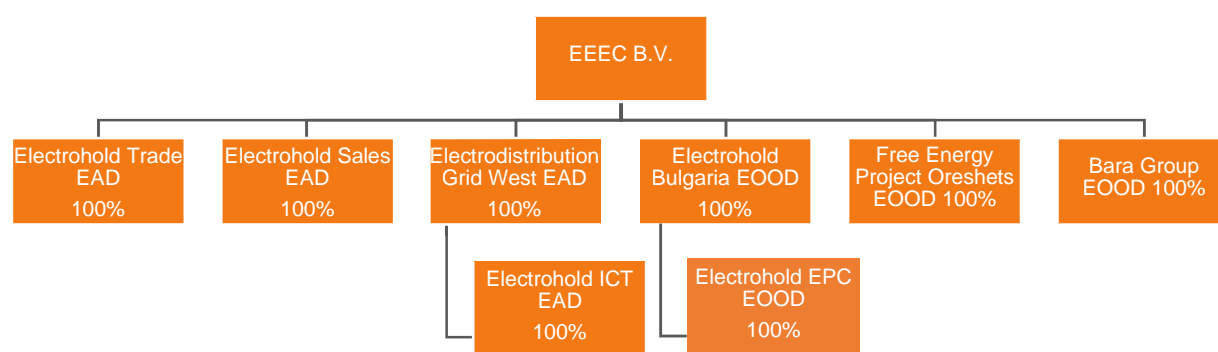 EEEC B.V.
Electrohold Trade
EAD
100%
Electrohold Sales
EAD
100%
Electrodistribution
Grid West EAD
100%
Electrohold
Bulgaria EOOD
100%
Free Energy
Project Oreshets
EOOD 100%
Bara Group
EOOD 100%
Electrohold ICT
EAD
100%
Electrohold EPC
EOOD
100%